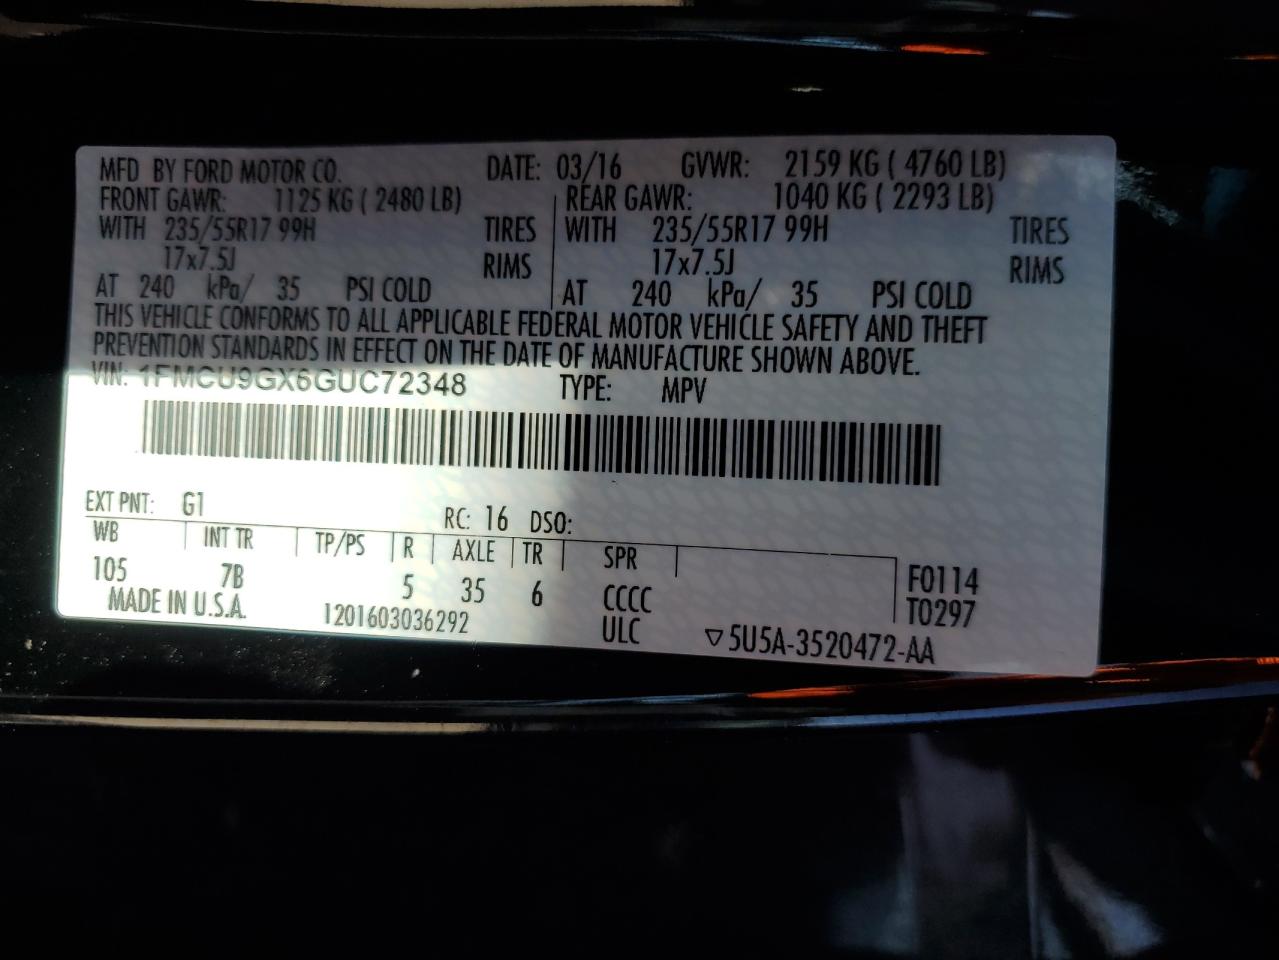 MFD BY FORD MOTOR CO. DATE: 03/16 GVWR: 2159 KG ( 4760 LB)
FRONT GAWR: 1125 KG ( 2480 LB) REAR GAWR: 1040 KG ( 2293 LB)
WITH 235/55R17 99H TIRES WITH 235/55R17 99H TIRES
17x7.5J RIMS 17x7.5J RIMS
AT 240 kPa/ 35 PSI COLD AT 240 kPa/ 35 PSI COLD
THIS VEHICLE CONFORMS TO ALL APPLICABLE FEDERAL MOTOR VEHICLE SAFETY AND THEFT
PREVENTION STANDARDS IN EFFECT ON THE DATE OF MANUFACTURE SHOWN ABOVE.
VIN: 1FMCU9GX6GUC72348 TYPE: MPV
EXT PNT: G1 RC: 16 DSO:
WB INT TR TP/PS R AXLE TR SPR
105 7B 5 35 6 CCCC F0114
MADE IN U.S.A. 1201603036292 ULC T0297
▽5U5A-3520472-AA